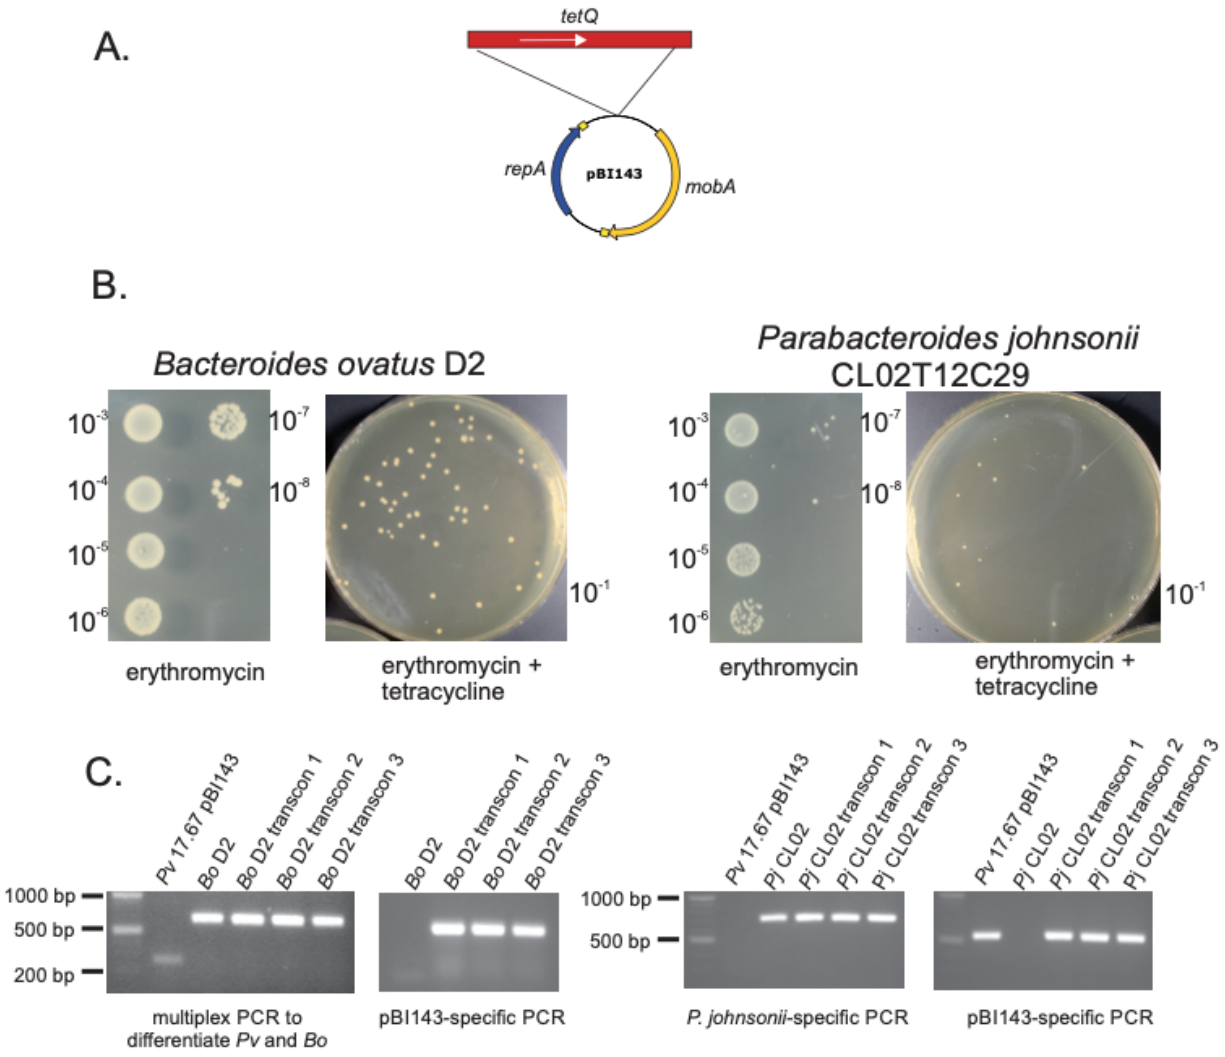 A.
tetQ
repA
pBI143
mobA
B.
Bacteroides ovatus D2
Parabacteroides johnsonii
CL02T12C29
10-3
10-7
10-4
10-8
10-5
10-6
10-1
erythromycin
erythromycin +
tetracycline
10-3
10-7
10-4
10-8
10-5
10-6
10-1
erythromycin
erythromycin +
tetracycline
C.
Pv 17.67 pBI143
Bo D2
Bo D2 transcon 1
Bo D2 transcon 2
Bo D2 transcon 3
Bo D2
Bo D2 transcon 1
Bo D2 transcon 2
Bo D2 transcon 3
Pv 17.67 pBI143
Pj CL02
Pj CL02 transcon 1
Pj CL02 transcon 2
Pj CL02 transcon 3
Pv 17.67 pBI143
Pj CL02
Pj CL02 transcon 1
Pj CL02 transcon 2
Pj CL02 transcon 3
1000 bp
500 bp
200 bp
1000 bp
500 bp
multiplex PCR to
differentiate Pv and Bo
pBI143-specific PCR
P. johnsonii-specific PCR
pBI143-specific PCR